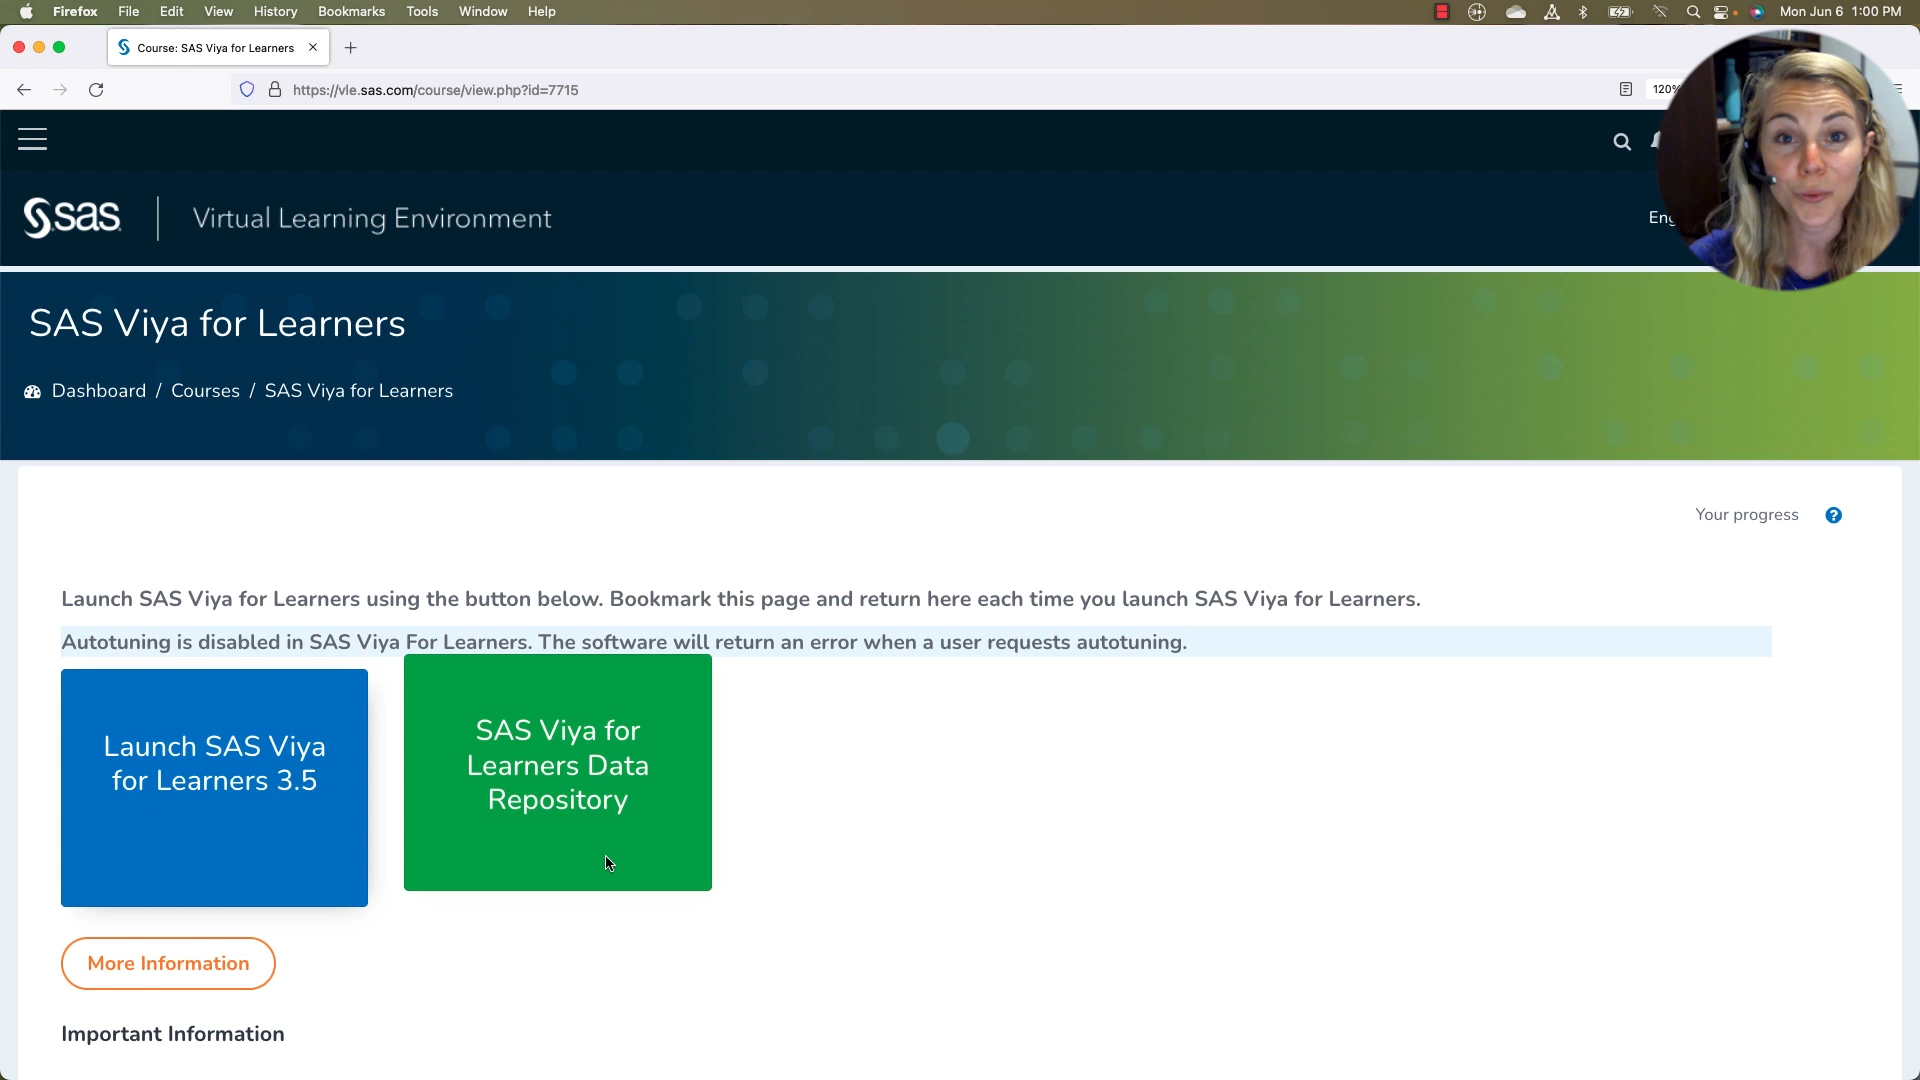 Firefox File Edit View History Bookmarks Tools Window Help Mon Jun 6 1:00 PM
Course: SAS Viya for Learners
https://vle.sas.com/course/view.php?id=7715 120%
sas Virtual Learning Environment
SAS Viya for Learners
Dashboard / Courses / SAS Viya for Learners
Your progress
Launch SAS Viya for Learners using the button below. Bookmark this page and return here each time you launch SAS Viya for Learners.
Autotuning is disabled in SAS Viya For Learners. The software will return an error when a user requests autotuning.
Launch SAS Viya
for Learners 3.5
SAS Viya for
Learners Data
Repository
More Information
Important Information